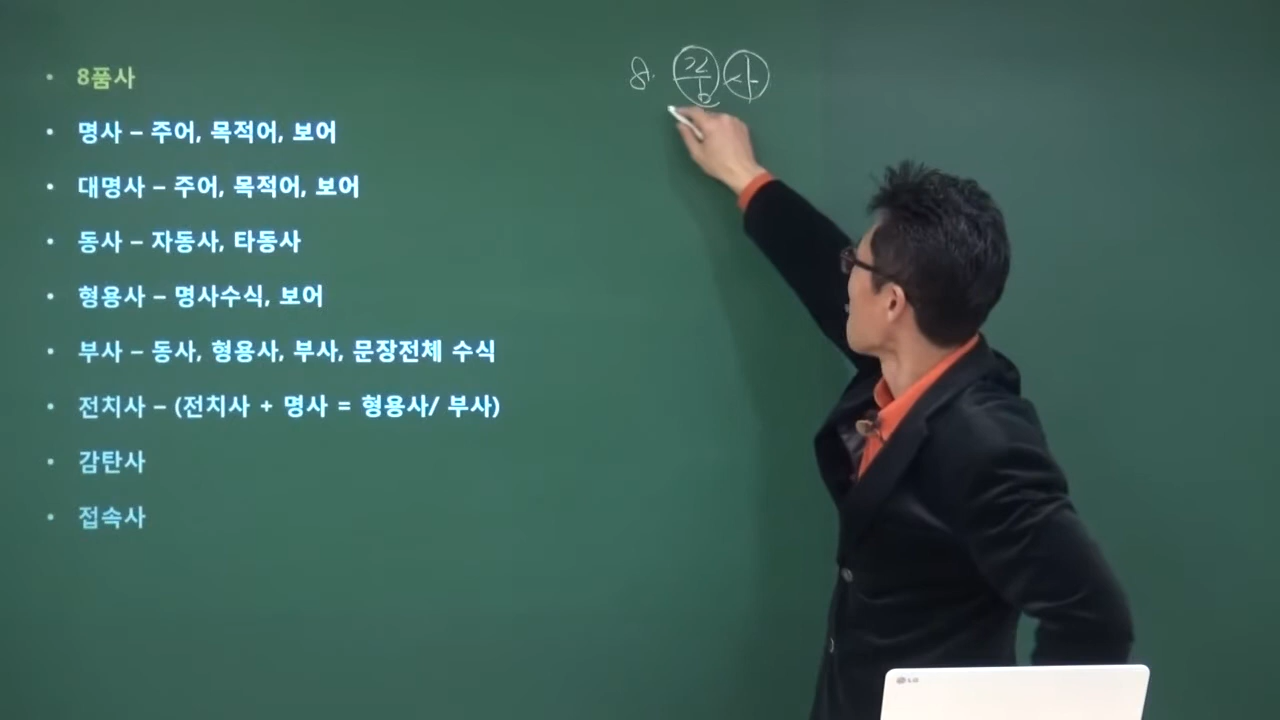 8품사
명사 – 주어, 목적어, 보어
대명사 – 주어, 목적어, 보어
동사 – 자동사, 타동사
형용사 – 명사수식, 보어
부사 – 동사, 형용사, 부사, 문장전체 수식
전치사 – (전치사 + 명사 = 형용사/ 부사)
감탄사
접속사
8. 품사
LG